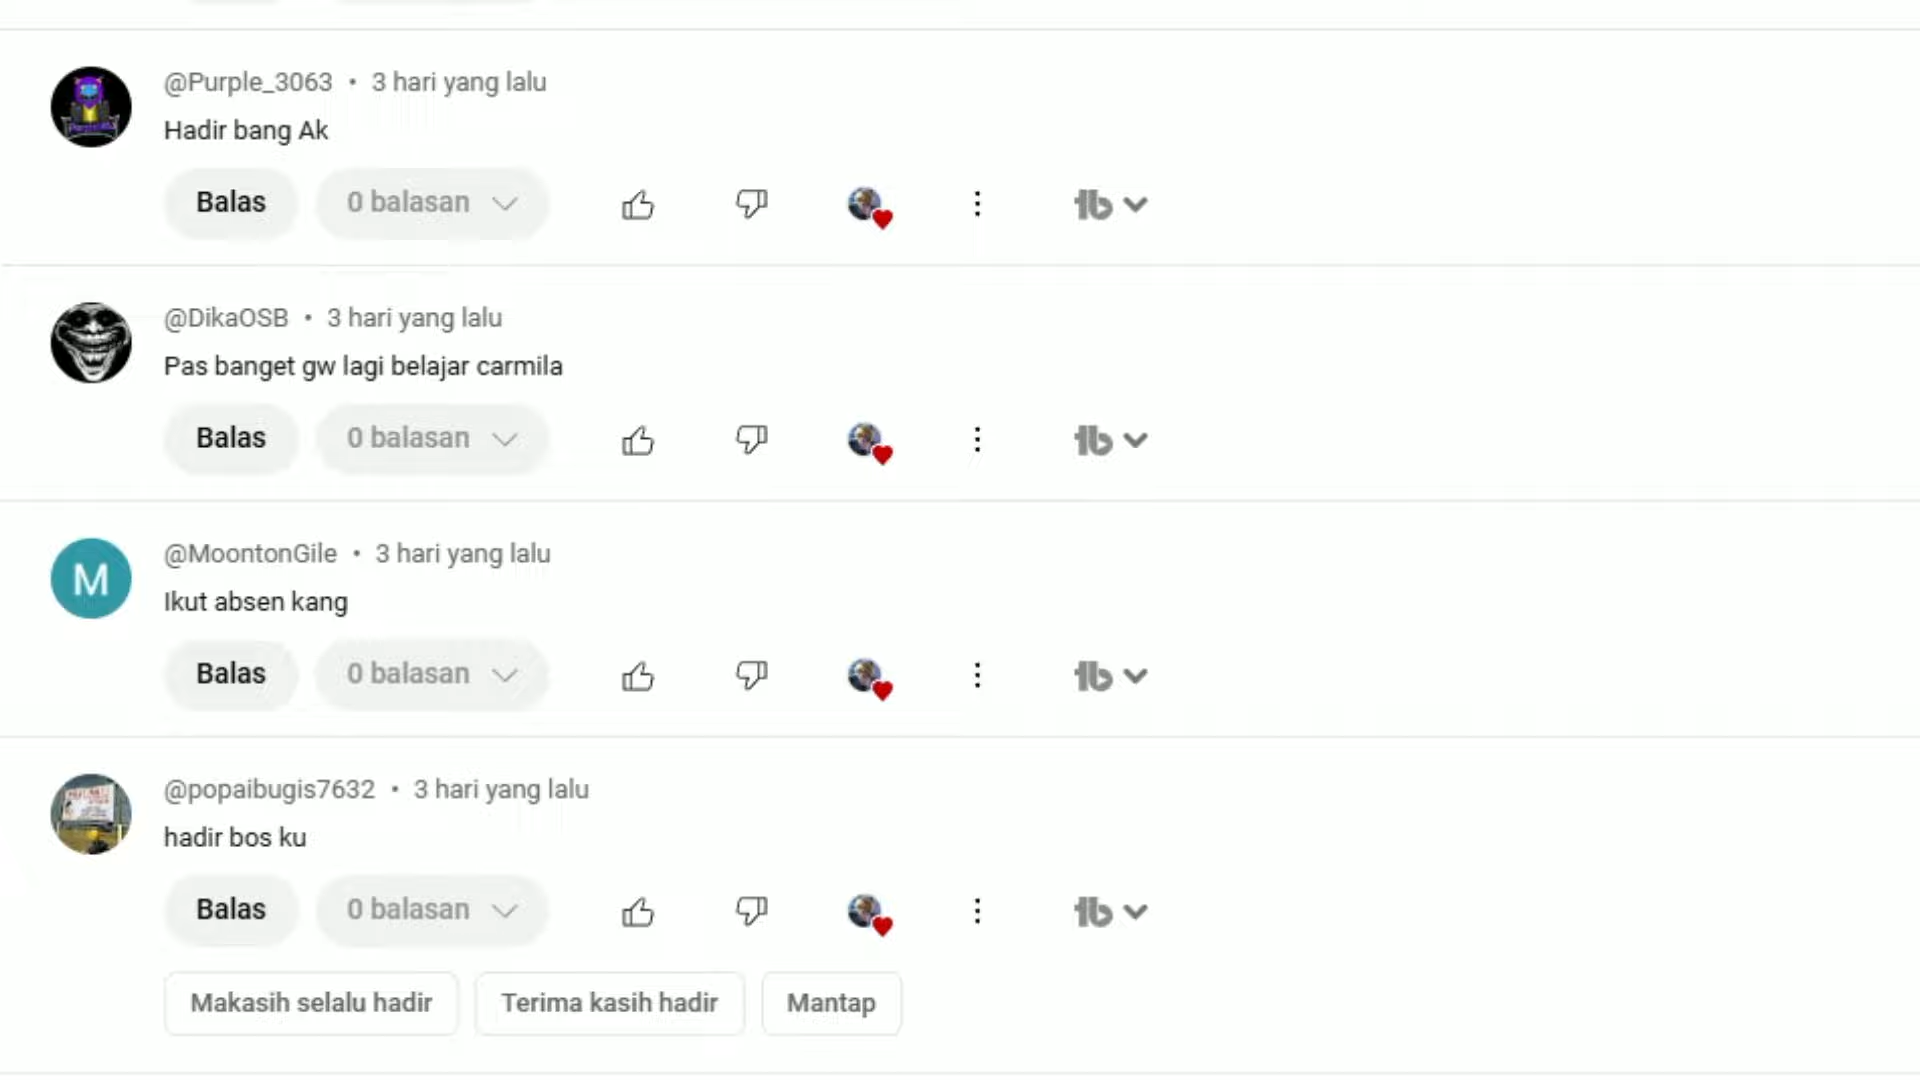 @Purple_3063 • 3 hari yang lalu
Hadir bang Ak
Balas 0 balasan
@DikaOSB • 3 hari yang lalu
Pas banget gw lagi belajar carmila
Balas 0 balasan
M
@MoontonGile • 3 hari yang lalu
Ikut absen kang
Balas 0 balasan
@popaibugis7632 • 3 hari yang lalu
hadir bos ku
Balas 0 balasan
Makasih selalu hadir Terima kasih hadir Mantap